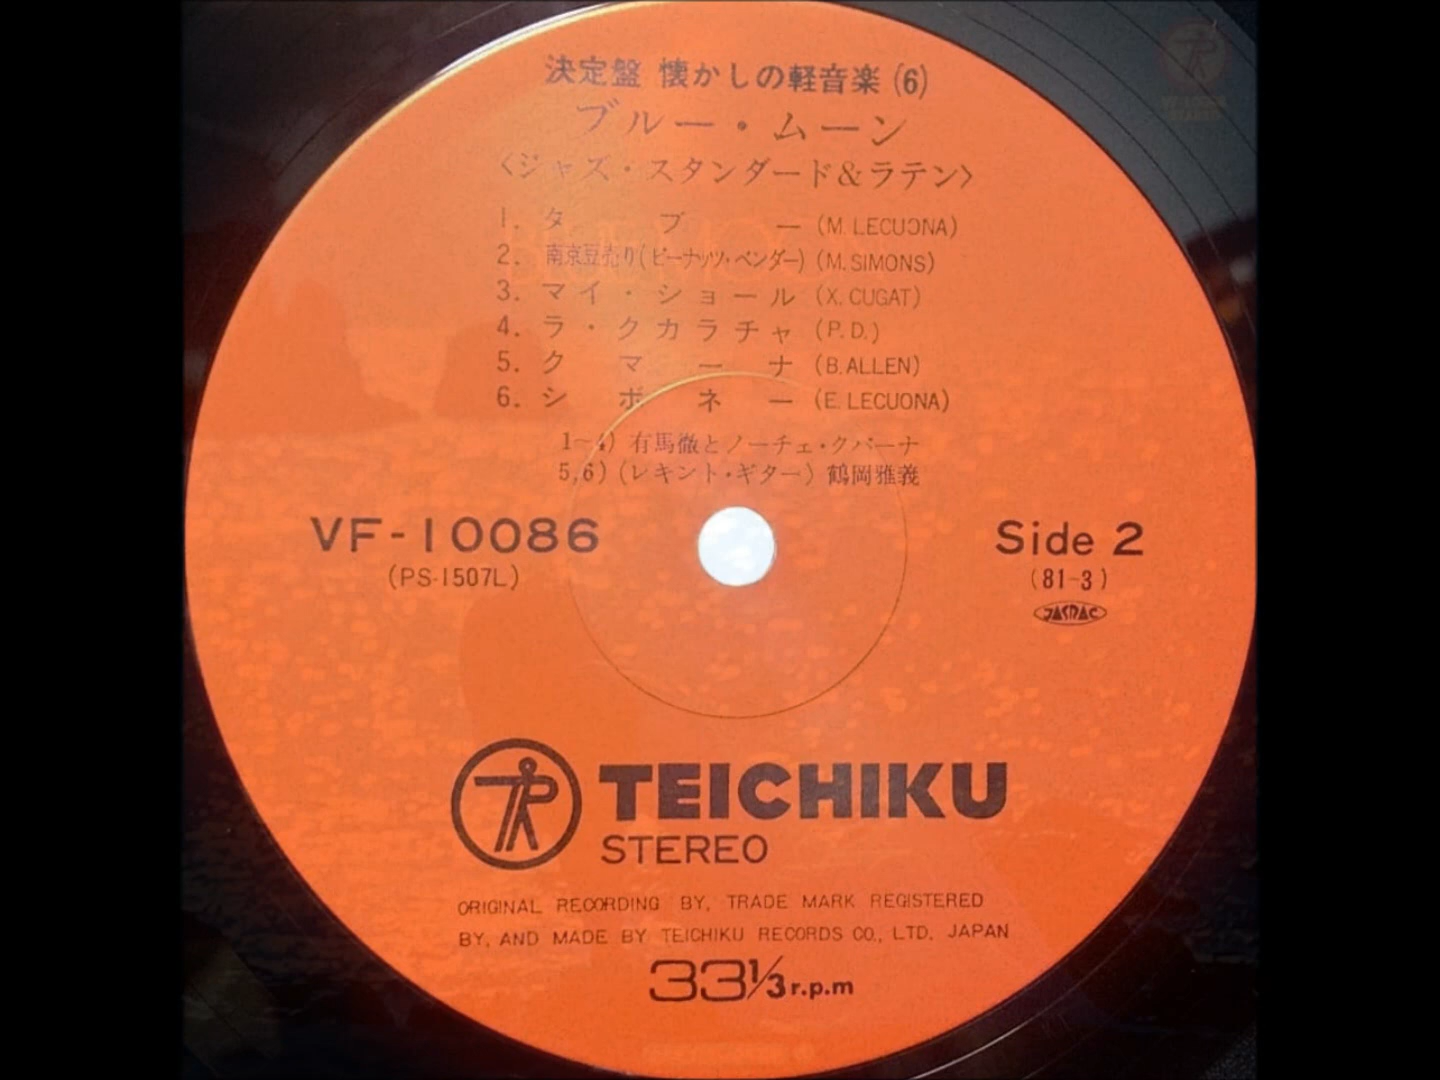 決定盤 懐かしの軽音楽(6)
ブルー・ムーン
<ジャズ・スタンダード&ラテン>
1. タブー (M. LECUONA)
2. 南京豆売り(ピーナッツ・ベンダー) (M. SIMONS)
3. マイ・ショール (X. CUGAT)
4. ラ・クカラチャ (P.D.)
5. クマーナ (B. ALLEN)
6. シボネー (E. LECUONA)
1~4) 有馬徹とノーチェ・クバーナ
5,6) (レキント・ギター) 鶴岡雅義
VF-10086
(PS-1507L)
Side 2
(81-3)
JASRAC
TEICHIKU
STEREO
ORIGINAL RECORDING BY, TRADE MARK REGISTERED
BY, AND MADE BY TEICHIKU RECORDS CO., LTD. JAPAN
33 1/3 r.p.m